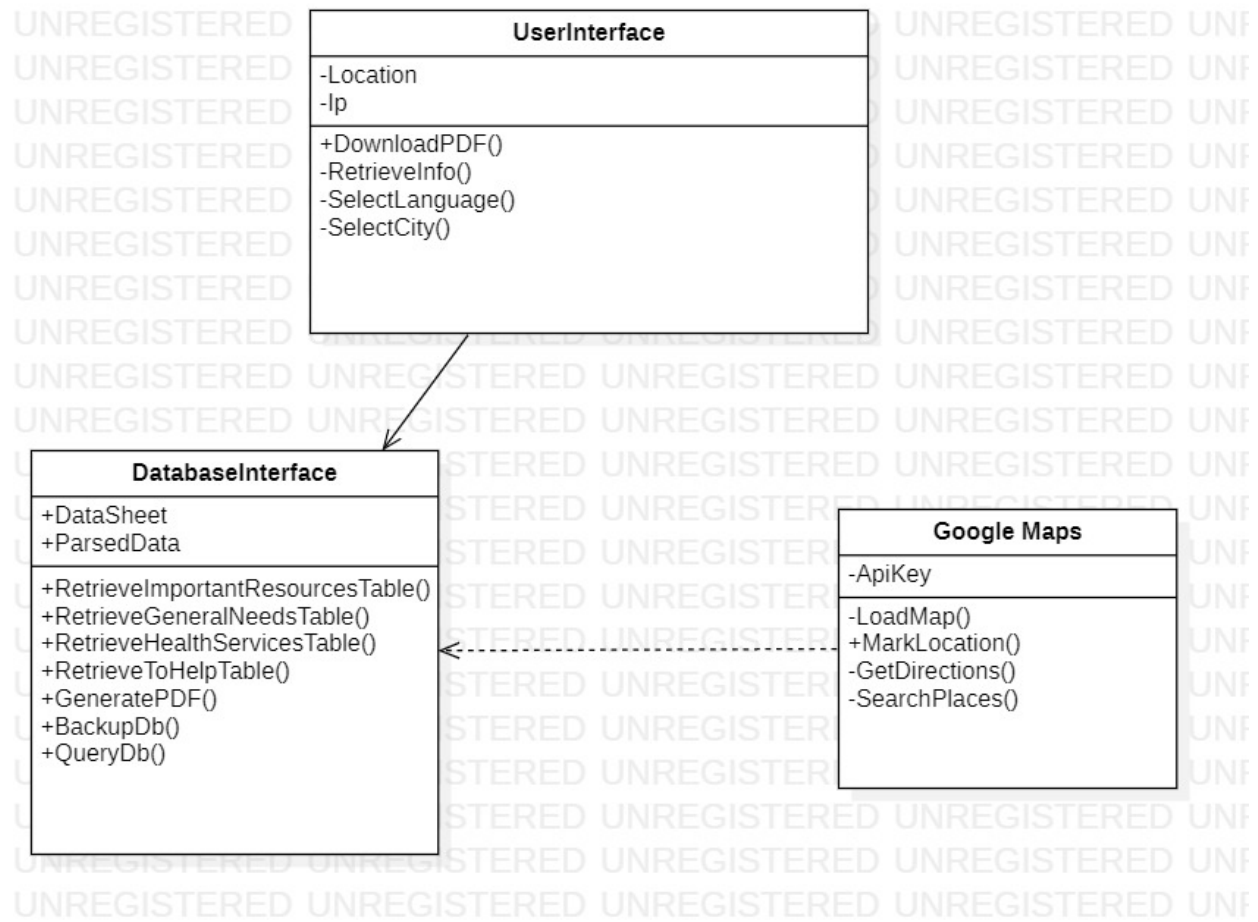 UserInterface
-Location
-Ip
+DownloadPDF()
-RetrieveInfo()
-SelectLanguage()
-SelectCity()
DatabaseInterface
+DataSheet
+ParsedData
+RetrieveImportantResourcesTable()
+RetrieveGeneralNeedsTable()
+RetrieveHealthServicesTable()
+RetrieveToHelpTable()
+GeneratePDF()
+BackupDb()
+QueryDb()
Google Maps
-ApiKey
-LoadMap()
+MarkLocation()
-GetDirections()
-SearchPlaces()
UNREGISTERED